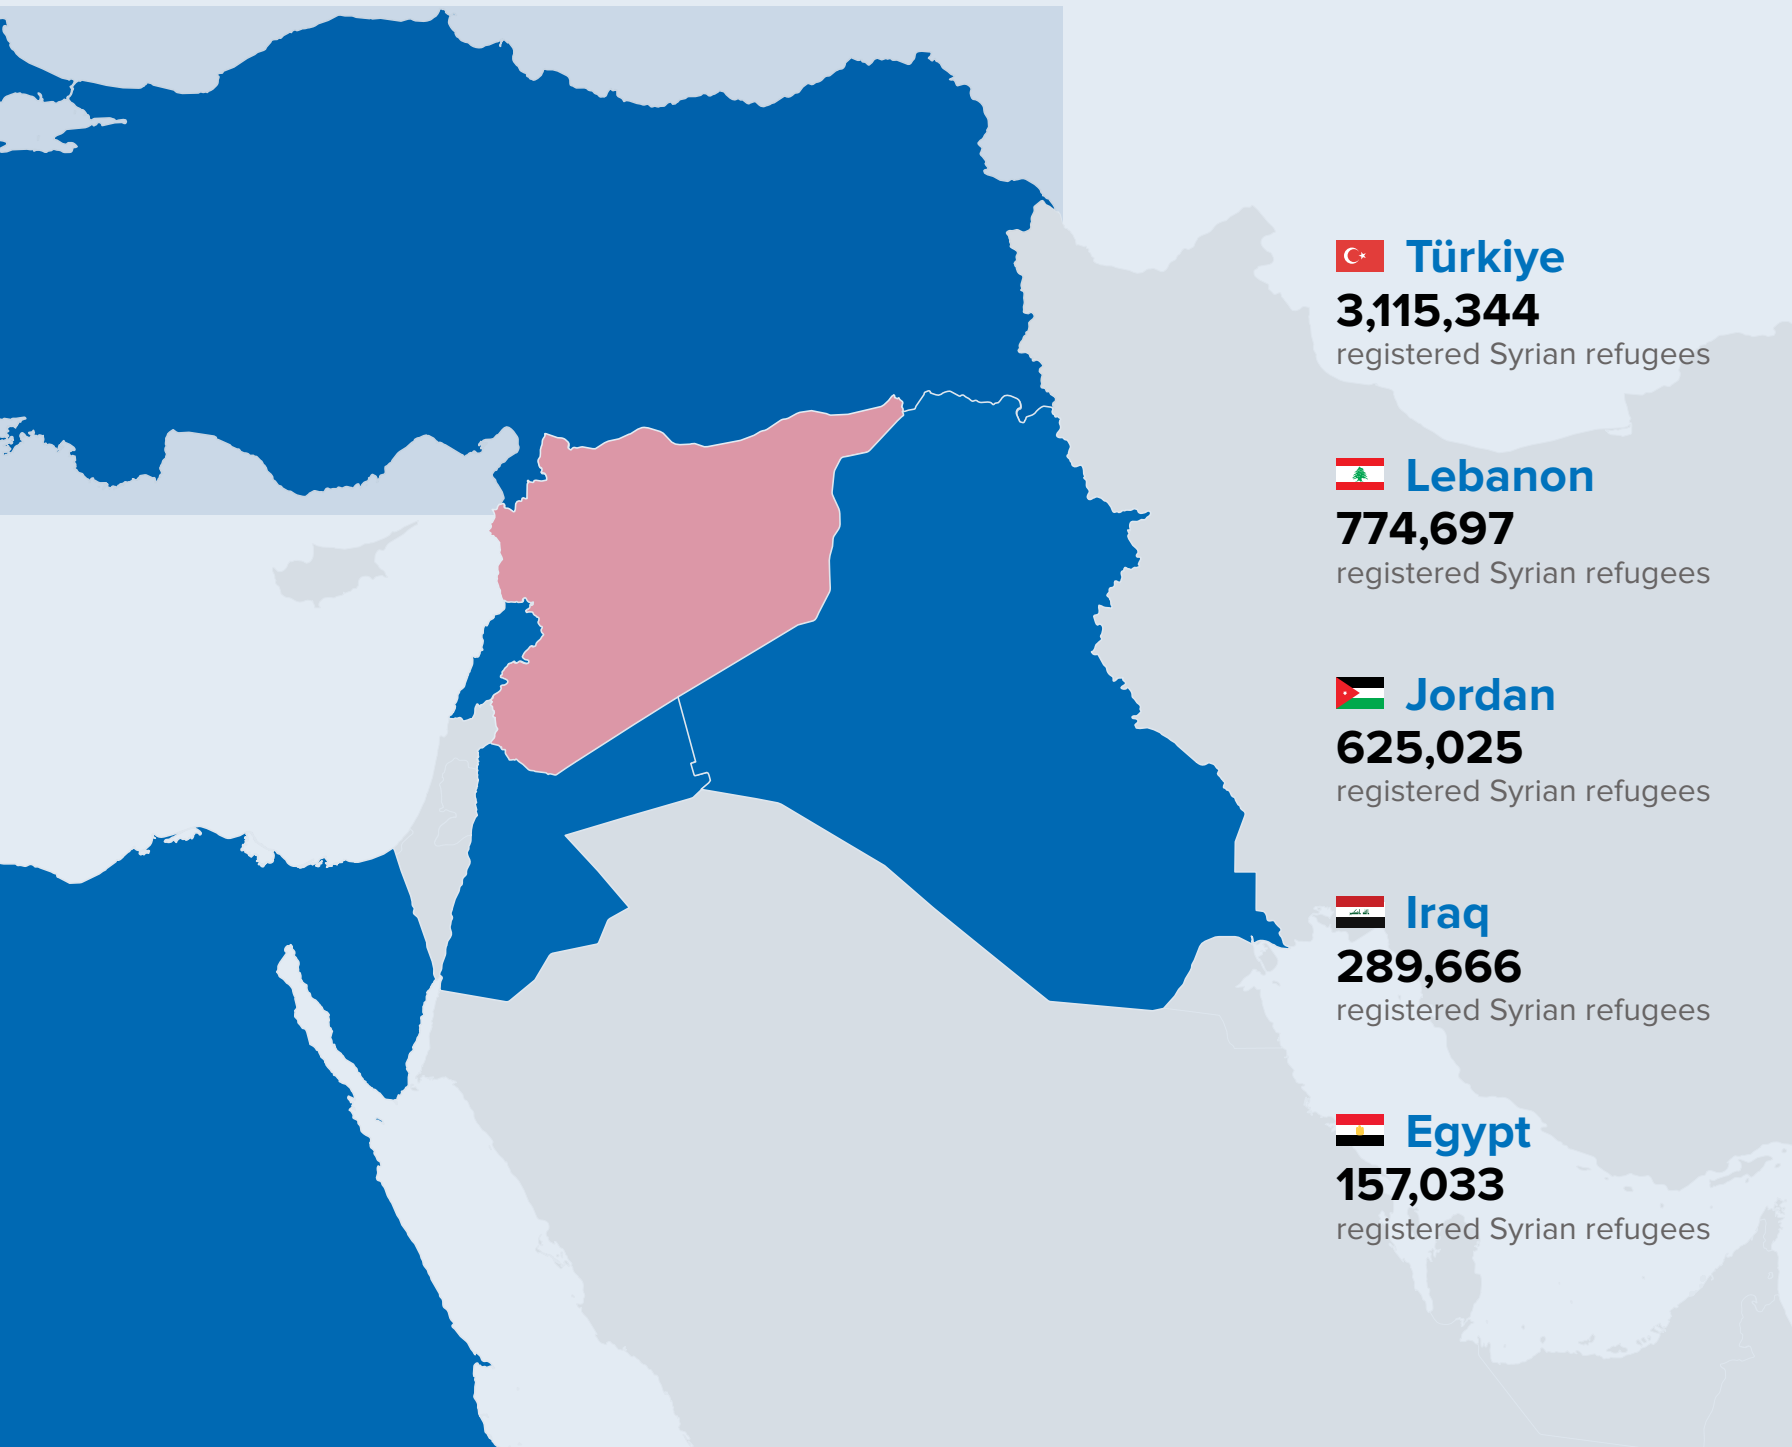 Türkiye
3,115,344
registered Syrian refugees
Lebanon
774,697
registered Syrian refugees
Jordan
625,025
registered Syrian refugees
Iraq
289,666
registered Syrian refugees
Egypt
157,033
registered Syrian refugees